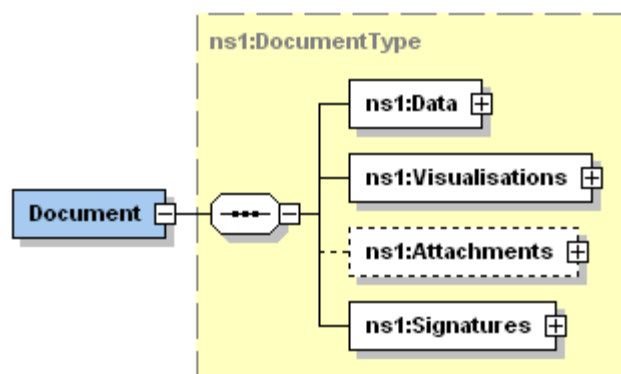 ns1:DocumentType
ns1:Data
ns1:Visualisations
Document
ns1:Attachments
ns1:Signatures